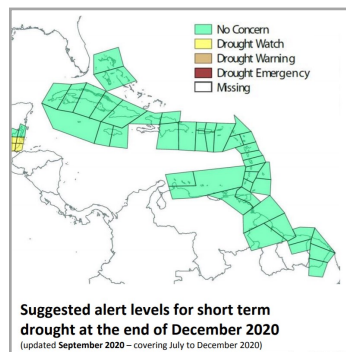 No Concern
Drought Watch
Drought Warning
Drought Emergency
Missing
Suggested alert levels for short term
drought at the end of December 2020
(updated September 2020 – covering July to December 2020)